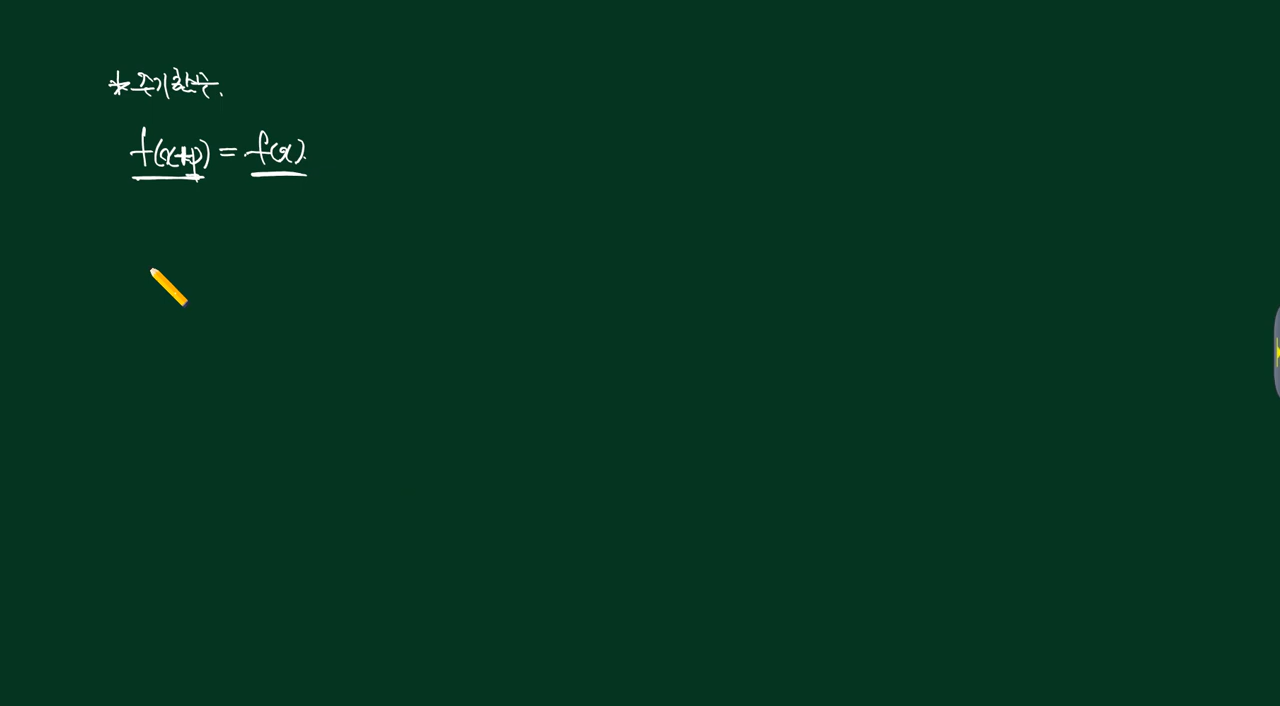 * 주기함수.
f(x+p) = f(x).